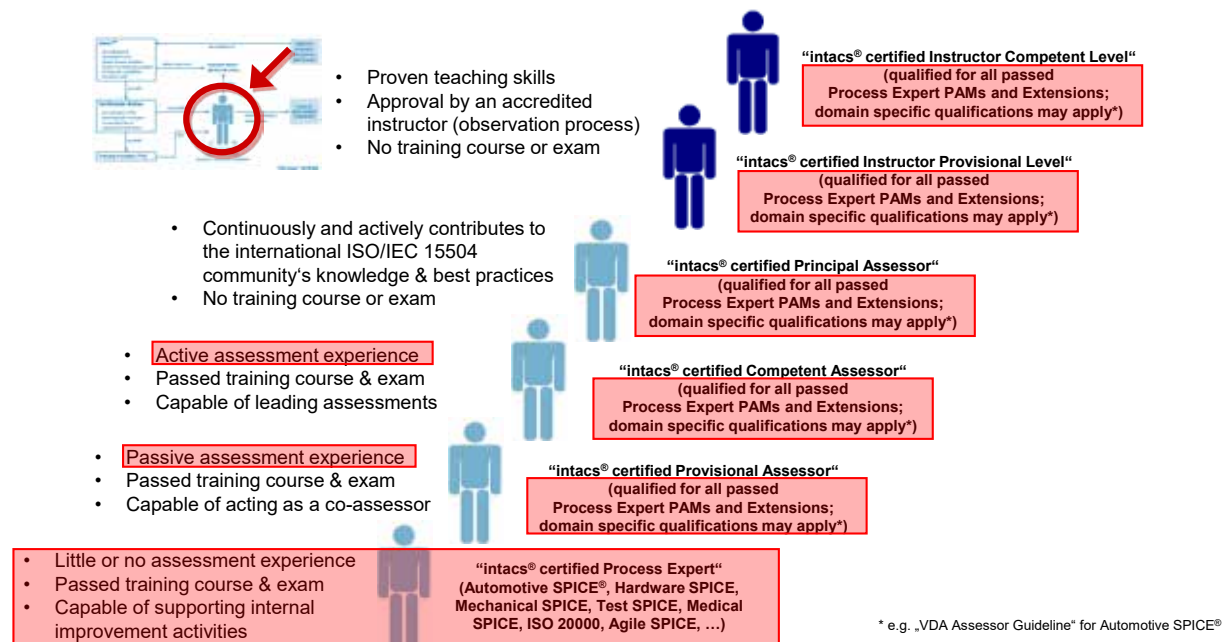 • Proven teaching skills
• Approval by an accredited
instructor (observation process)
• No training course or exam
“intacs® certified Instructor Competent Level“
(qualified for all passed
Process Expert PAMs and Extensions;
domain specific qualifications may apply*)
“intacs® certified Instructor Provisional Level“
(qualified for all passed
Process Expert PAMs and Extensions;
domain specific qualifications may apply*)
• Continuously and actively contributes to
the international ISO/IEC 15504
community‘s knowledge & best practices
• No training course or exam
“intacs® certified Principal Assessor“
(qualified for all passed
Process Expert PAMs and Extensions;
domain specific qualifications may apply*)
• Active assessment experience
• Passed training course & exam
• Capable of leading assessments
“intacs® certified Competent Assessor“
(qualified for all passed
Process Expert PAMs and Extensions;
domain specific qualifications may apply*)
• Passive assessment experience
• Passed training course & exam
• Capable of acting as a co-assessor
“intacs® certified Provisional Assessor“
(qualified for all passed
Process Expert PAMs and Extensions;
domain specific qualifications may apply*)
• Little or no assessment experience
• Passed training course & exam
• Capable of supporting internal
improvement activities
“intacs® certified Process Expert“
(Automotive SPICE®, Hardware SPICE,
Mechanical SPICE, Test SPICE, Medical
SPICE, ISO 20000, Agile SPICE, …)
* e.g. „VDA Assessor Guideline“ for Automotive SPICE®